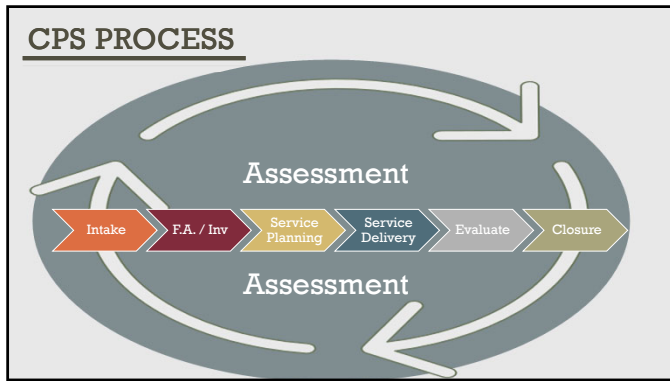 CPS PROCESS
Assessment
Intake
F.A. / Inv
Service
Planning
Service
Delivery
Evaluate
Closure
Assessment